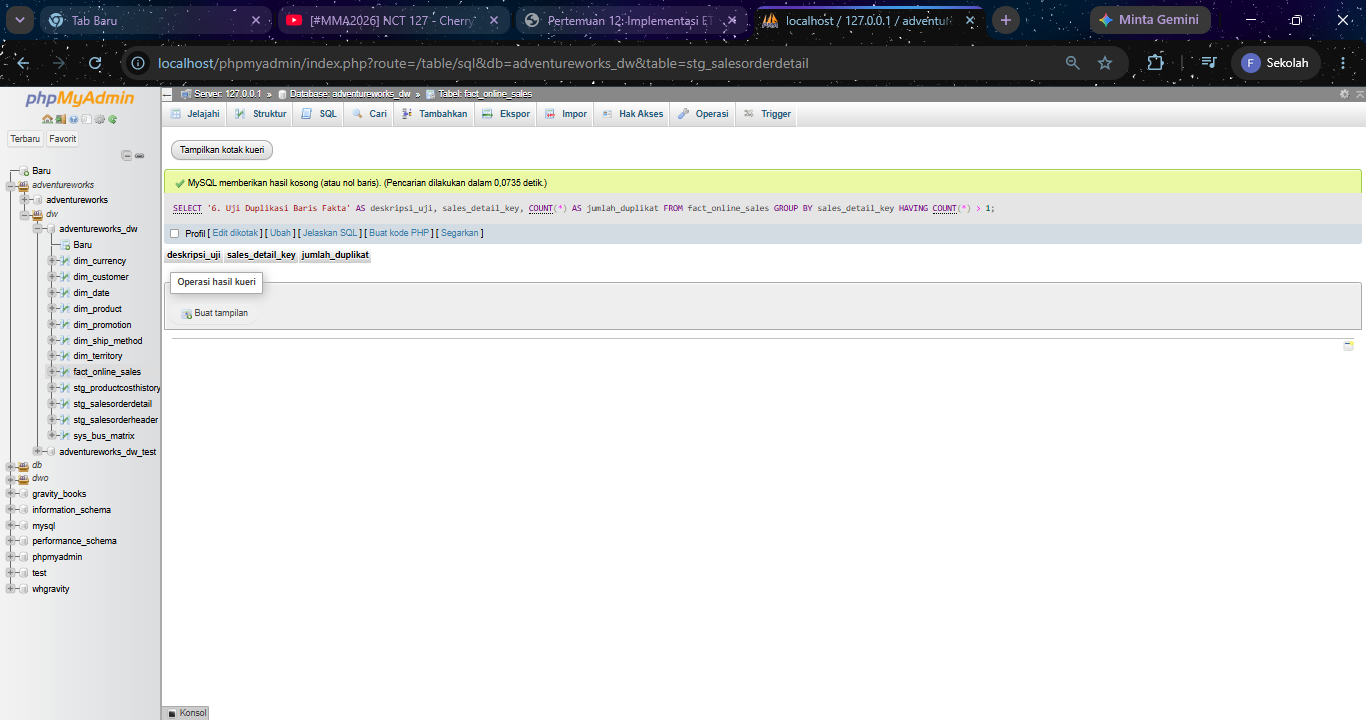 Tab Baru
[#MMA2026] NCT 127 - Cherry
Pertemuan 12: Implementasi ET
localhost / 127.0.0.1 / adventur
Minta Gemini
localhost/phpmyadmin/index.php?route=/table/sql&db=adventureworks_dw&table=stg_salesorderdetail
F Sekolah
phpMyAdmin
Terbaru Favorit
Baru
adventureworks
adventureworks
dw
adventureworks_dw
Baru
dim_currency
dim_customer
dim_date
dim_product
dim_promotion
dim_ship_method
dim_territory
fact_online_sales
stg_productcosthistory
stg_salesorderdetail
stg_salesorderheader
sys_bus_matrix
adventureworks_dw_test
db
dwo
gravity_books
information_schema
mysql
performance_schema
phpmyadmin
test
whgravity
Server: 127.0.0.1 » Database: adventureworks_dw » Tabel: fact_online_sales
Jelajahi Struktur SQL Cari Tambahkan Ekspor Impor Hak Akses Operasi Trigger
Tampilkan kotak kueri
MySQL memberikan hasil kosong (atau nol baris). (Pencarian dilakukan dalam 0,0735 detik.)
SELECT '6. Uji Duplikasi Baris Fakta' AS deskripsi_uji, sales_detail_key, COUNT(*) AS jumlah_duplikat FROM fact_online_sales GROUP BY sales_detail_key HAVING COUNT(*) > 1;
Profil [ Edit dikotak ] [ Ubah ] [ Jelaskan SQL ] [ Buat kode PHP ] [ Segarkan ]
deskripsi_uji sales_detail_key jumlah_duplikat
Operasi hasil kueri
Buat tampilan
Konsol